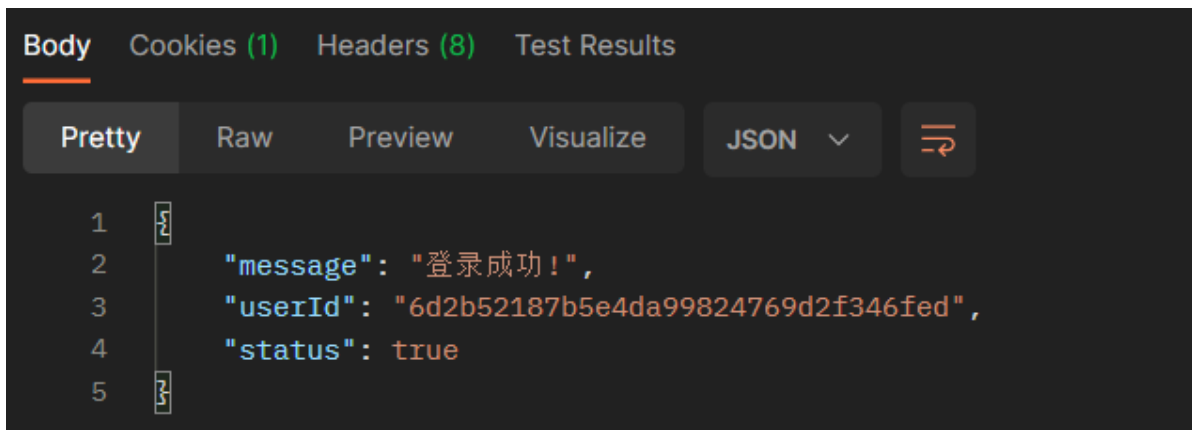 Body Cookies (1) Headers (8) Test Results
Pretty Raw Preview Visualize JSON
1 {
2 "message": "登录成功!",
3 "userId": "6d2b52187b5e4da99824769d2f346fed",
4 "status": true
5 }